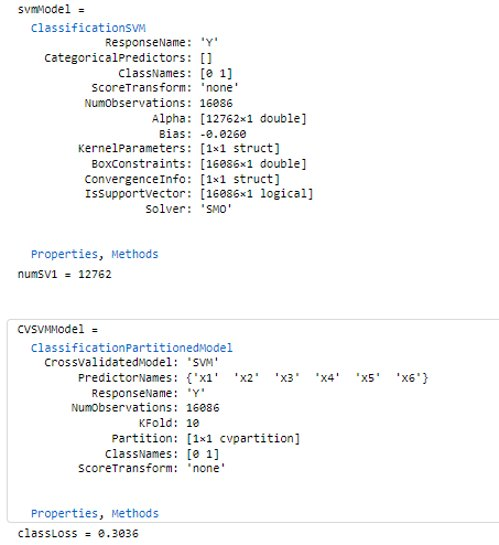 svmModel =
ClassificationSVM
ResponseName: 'Y'
CategoricalPredictors: []
ClassNames: [0 1]
ScoreTransform: 'none'
NumObservations: 16086
Alpha: [12762×1 double]
Bias: -0.0260
KernelParameters: [1×1 struct]
BoxConstraints: [16086×1 double]
ConvergenceInfo: [1×1 struct]
IsSupportVector: [16086×1 logical]
Solver: 'SMO'
Properties, Methods
numSV1 = 12762
CVSVMModel =
ClassificationPartitionedModel
CrossValidatedModel: 'SVM'
PredictorNames: {'x1' 'x2' 'x3' 'x4' 'x5' 'x6'}
ResponseName: 'Y'
NumObservations: 16086
KFold: 10
Partition: [1×1 cvpartition]
ClassNames: [0 1]
ScoreTransform: 'none'
Properties, Methods
classLoss = 0.3036